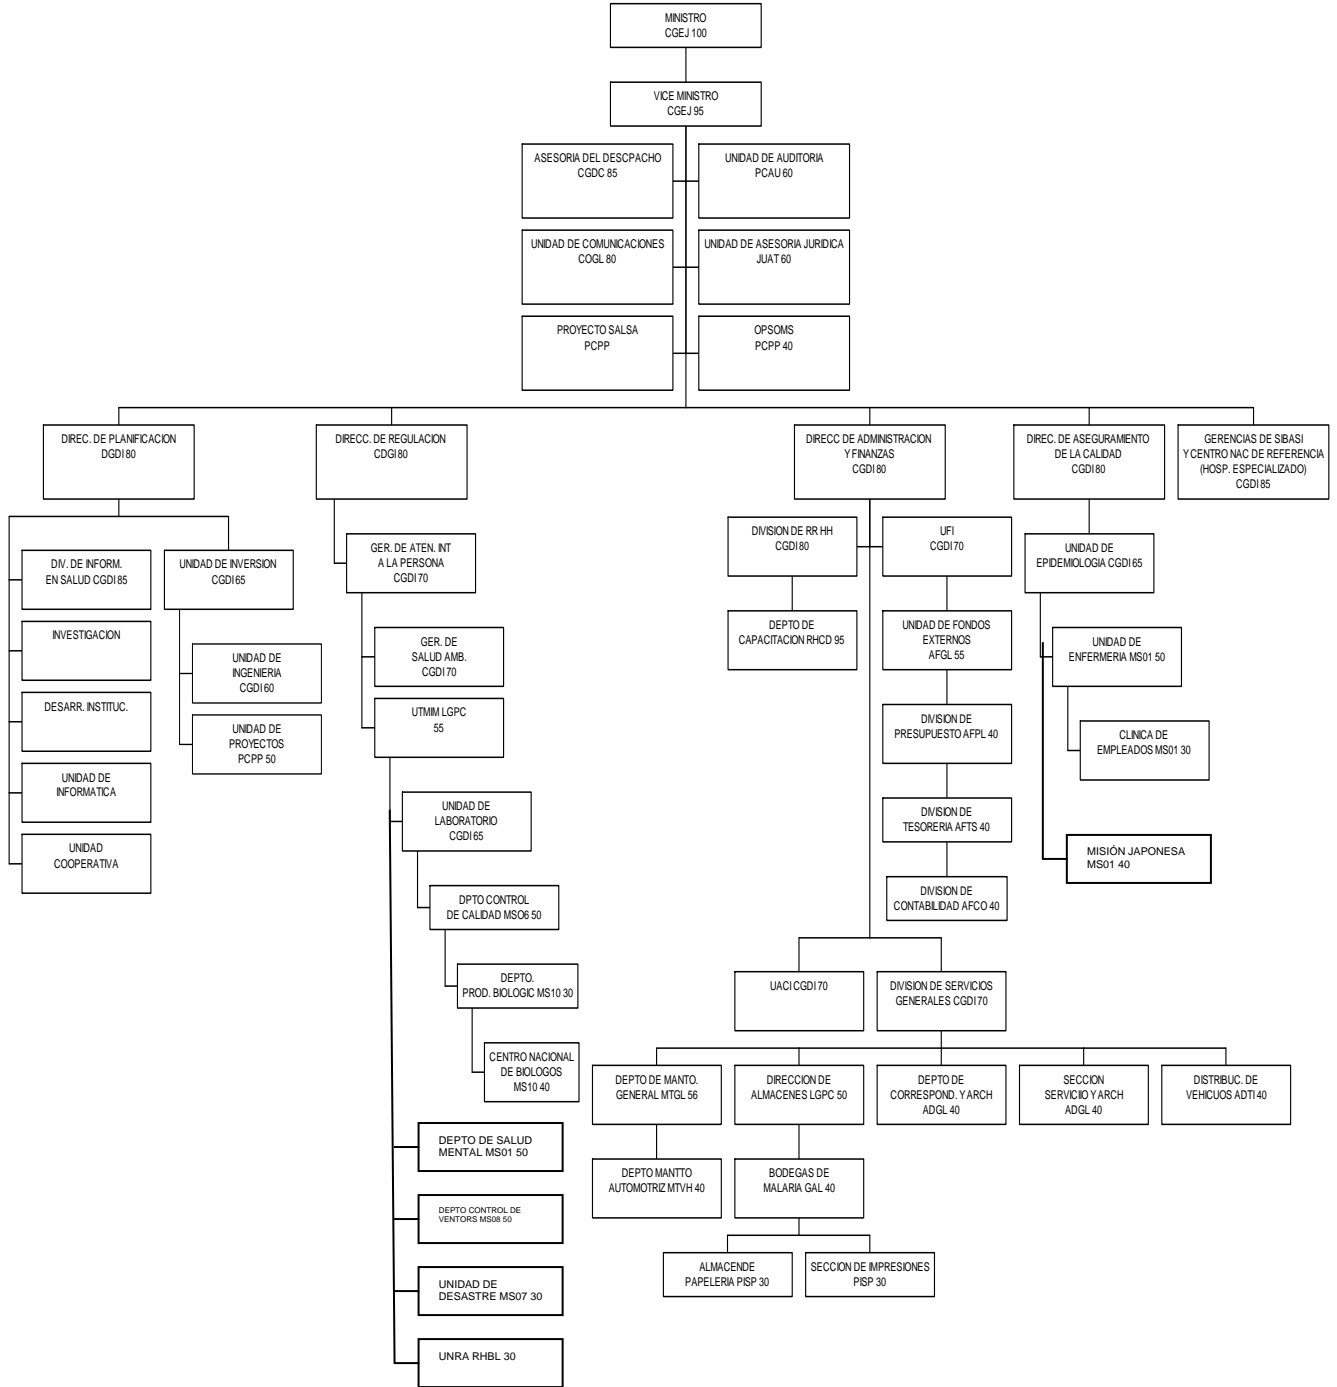 MINISTRO
CGEJ 100
VICE MINISTRO
CGEJ 95
ASESORIA DEL DESCPACHO
CGDC 85
UNIDAD DE AUDITORIA
PCAU 60
UNIDAD DE COMUNICACIONES
COGL 80
UNIDAD DE ASESORIA JURIDICA
JUAT 60
PROYECTO SALSA
PCPP
OPSOMS
PCPP 40
DIREC. DE PLANIFICACION
DGDI 80
DIRECC. DE REGULACION
CDGI 80
DIRECC DE ADMINISTRACION
Y FINANZAS
CGDI 80
DIREC. DE ASEGURAMIENTO
DE LA CALIDAD
CGDI 80
GERENCIAS DE SIBASI
Y CENTRO NAC DE REFERENCIA
(HOSP. ESPECIALIZADO)
CGDI 85
DIV. DE INFORM.
EN SALUD CGDI 85
INVESTIGACION
DESARR. INSTITUC.
UNIDAD DE
INFORMATICA
UNIDAD
COOPERATIVA
UNIDAD DE INVERSION
CGDI 65
UNIDAD DE
INGENIERIA
CGDI 60
UNIDAD DE
PROYECTOS
PCPP 50
GER. DE ATEN. INT
A LA PERSONA
CGDI 70
GER. DE
SALUD AMB.
CGDI 70
UTMIM LGPC
55
UNIDAD DE
LABORATORIO
CGDI 65
DPTO CONTROL
DE CALIDAD MSO6 50
DEPTO.
PROD. BIOLOGIC MS10 30
CENTRO NACIONAL
DE BIOLOGOS
MS10 40
DEPTO DE SALUD
MENTAL MS01 50
DEPTO CONTROL DE
VENTORS MS08 50
UNIDAD DE
DESASTRE MS07 30
UNRA RHBL 30
DIVISION DE RR HH
CGDI 80
DEPTO DE
CAPACITACION RHCD 95
UFI
CGDI 70
UNIDAD DE FONDOS
EXTERNOS
AFGL 55
DIVISION DE
PRESUPUESTO AFPL 40
DIVISION DE
TESORERIA AFTS 40
DIVISION DE
CONTABILIDAD AFCO 40
UACI CGDI 70
DIVISION DE SERVICIOS
GENERALES CGDI 70
DEPTO DE MANTO.
GENERAL MTGL 56
DIRECCION DE
ALMACENES LGPC 50
DEPTO DE
CORRESPOND. Y ARCH
ADGL 40
SECCION
SERVICIIO Y ARCH
ADGL 40
DISTRIBUC. DE
VEHICUOS ADTI 40
DEPTO MANTTO
AUTOMOTRIZ MTVH 40
BODEGAS DE
MALARIA GAL 40
ALMACENDE
PAPELERIA PISP 30
SECCION DE IMPRESIONES
PISP 30
UNIDAD DE
EPIDEMIOLOGIA CGDI 65
UNIDAD DE
ENFERMERIA MS01 50
CLINICA DE
EMPLEADOS MS01 30
MISIÓN JAPONESA
MS01 40